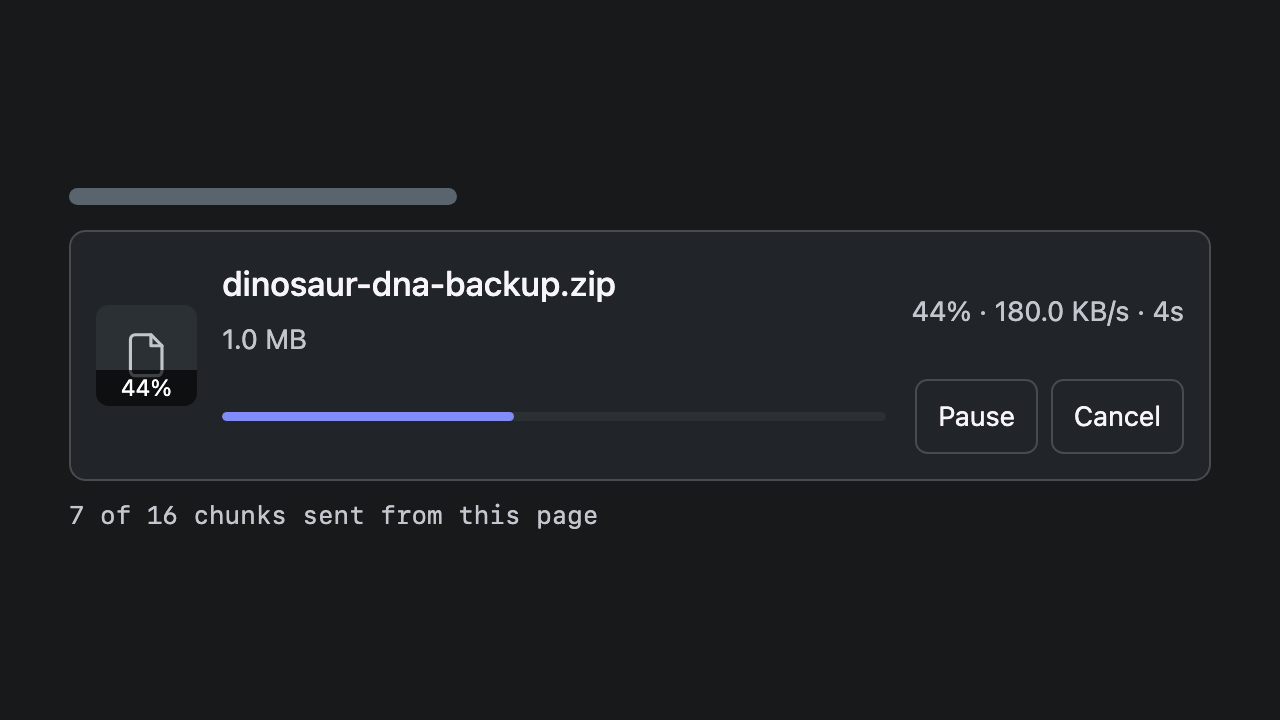 dinosaur-dna-backup.zip
1.0 MB
44% · 180.0 KB/s · 4s
44%
Pause
Cancel
7 of 16 chunks sent from this page